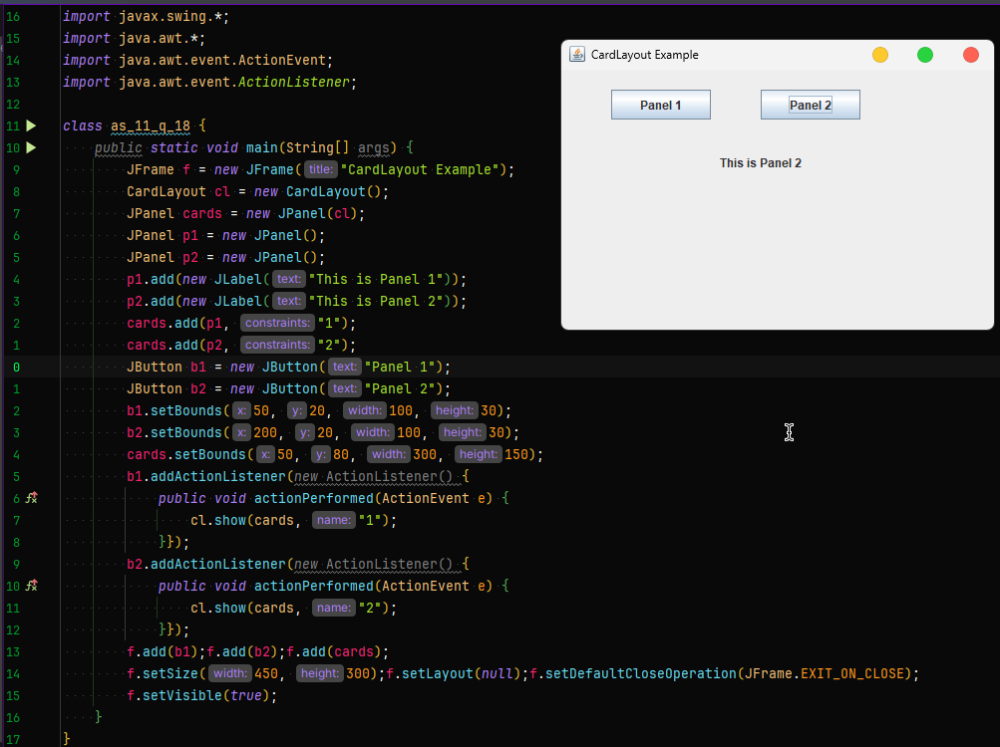 16 import javax.swing.*;
15 import java.awt.*;
14 import java.awt.event.ActionEvent;
13 import java.awt.event.ActionListener;
12
11 class as_11_q_18 {
10 public static void main(String[] args) {
9 JFrame f = new JFrame( title: "CardLayout Example");
8 CardLayout cl = new CardLayout();
7 JPanel cards = new JPanel(cl);
6 JPanel p1 = new JPanel();
5 JPanel p2 = new JPanel();
4 p1.add(new JLabel( text: "This is Panel 1"));
3 p2.add(new JLabel( text: "This is Panel 2"));
2 cards.add(p1, constraints: "1");
1 cards.add(p2, constraints: "2");
0 JButton b1 = new JButton( text: "Panel 1");
1 JButton b2 = new JButton( text: "Panel 2");
2 b1.setBounds( x: 50, y: 20, width: 100, height: 30);
3 b2.setBounds( x: 200, y: 20, width: 100, height: 30);
4 cards.setBounds( x: 50, y: 80, width: 300, height: 150);
5 b1.addActionListener(new ActionListener() {
6 public void actionPerformed(ActionEvent e) {
7 cl.show(cards, name: "1");
8 }});
9 b2.addActionListener(new ActionListener() {
10 public void actionPerformed(ActionEvent e) {
11 cl.show(cards, name: "2");
12 }});
13 f.add(b1);f.add(b2);f.add(cards);
14 f.setSize( width: 450, height: 300);f.setLayout(null);f.setDefaultCloseOperation(JFrame.EXIT_ON_CLOSE);
15 f.setVisible(true);
16 }
17 }
CardLayout Example
Panel 1 Panel 2
This is Panel 2